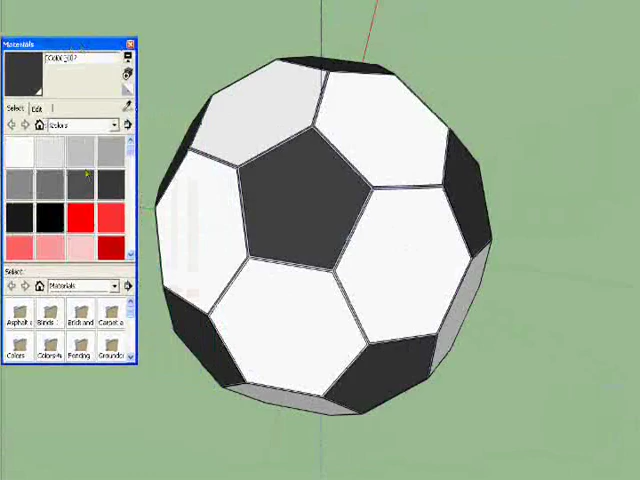 Materials
Select
Edit
Colors
Select:
Materials
Asphalt a
Blinds
Brick and
Carpet a
Colors
Colors-N
Fencing
Ground